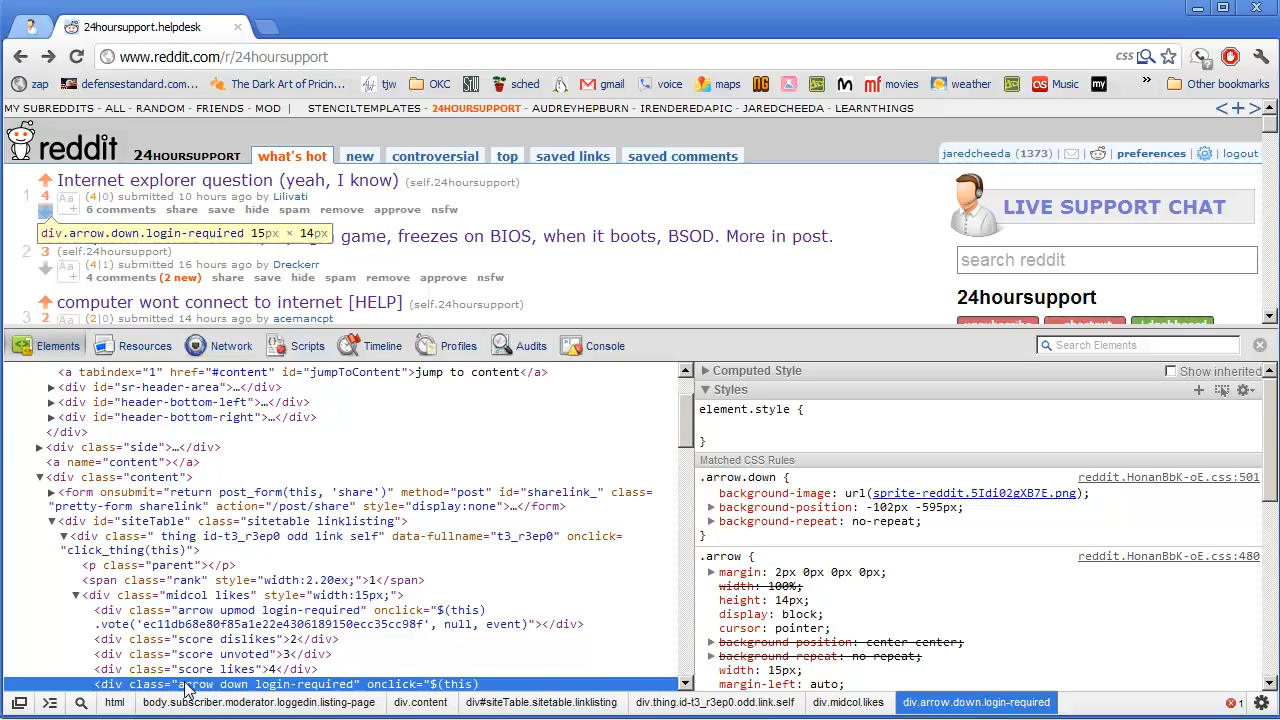 24hoursupport.helpdesk
www.reddit.com/r/24hoursupport
css
zap defensestandard.com... The Dark Art of Pricin... tjw OKC sched gmail voice maps movies weather Music my » Other bookmarks
MY SUBREDDITS - ALL - RANDOM - FRIENDS - MOD | STENCILTEMPLATES - 24HOURSUPPORT - AUDREYHEPBURN - IRENDEREDAPIC - JAREDCHEEDA - LEARNTHINGS <+>
reddit 24HOURSUPPORT what's hot new controversial top saved links saved comments jaredcheeda (1373) | preferences | logout
1 Internet explorer question (yeah, I know) (self.24hoursupport)
4 Aa (4|0) submitted 10 hours ago by Lilivati
6 comments share save hide spam remove approve nsfw
div.arrow.down.login-required 15px × 14px
game, freezes on BIOS, when it boots, BSOD. More in post.
2 3 (self.24hoursupport)
Aa (4|1) submitted 16 hours ago by Dreckerr
4 comments (2 new) share save hide spam remove approve nsfw
computer wont connect to internet [HELP] (self.24hoursupport)
3 2 Aa (2|0) submitted 14 hours ago by acemancpt
LIVE SUPPORT CHAT
search reddit
24hoursupport
Elements Resources Network Scripts Timeline Profiles Audits Console Search Elements
<a tabindex="1" href="#content" id="jumpToContent">jump to content</a>
<div id="sr-header-area">…</div>
<div id="header-bottom-left">…</div>
<div id="header-bottom-right">…</div>
</div>
<div class="side">…</div>
<a name="content"></a>
<div class="content">
<form onsubmit="return post_form(this, 'share')" method="post" id="sharelink_" class=
"pretty-form sharelink" action="/post/share" style="display:none">…</form>
<div id="siteTable" class="sitetable linklisting">
<div class=" thing id-t3_r3ep0 odd link self" data-fullname="t3_r3ep0" onclick=
"click_thing(this)">
<p class="parent"></p>
<span class="rank" style="width:2.20ex;">1</span>
<div class="midcol likes" style="width:15px;">
<div class="arrow upmod login-required" onclick="$(this)
.vote('ec11db68e80f85a1e22e4306189150ecc35cc98f', null, event)"></div>
<div class="score dislikes">2</div>
<div class="score unvoted">3</div>
<div class="score likes">4</div>
<div class="arrow down login-required" onclick="$(this)
Computed Style Show inherited
Styles
element.style {
}
Matched CSS Rules
.arrow.down { reddit.HonanBbK-oE.css:501
background-image: url(sprite-reddit.5Idi02gXB7E.png);
background-position: -102px -595px;
background-repeat: no-repeat;
}
.arrow { reddit.HonanBbK-oE.css:480
margin: 2px 0px 0px 0px;
width: 100%;
height: 14px;
display: block;
cursor: pointer;
background-position: center center;
background-repeat: no-repeat;
width: 15px;
margin-left: auto;
html body.subscriber.moderator.loggedin.listing-page div.content div#siteTable.sitetable.linklisting div.thing.id-t3_r3ep0.odd.link.self div.midcol.likes div.arrow.down.login-required 1